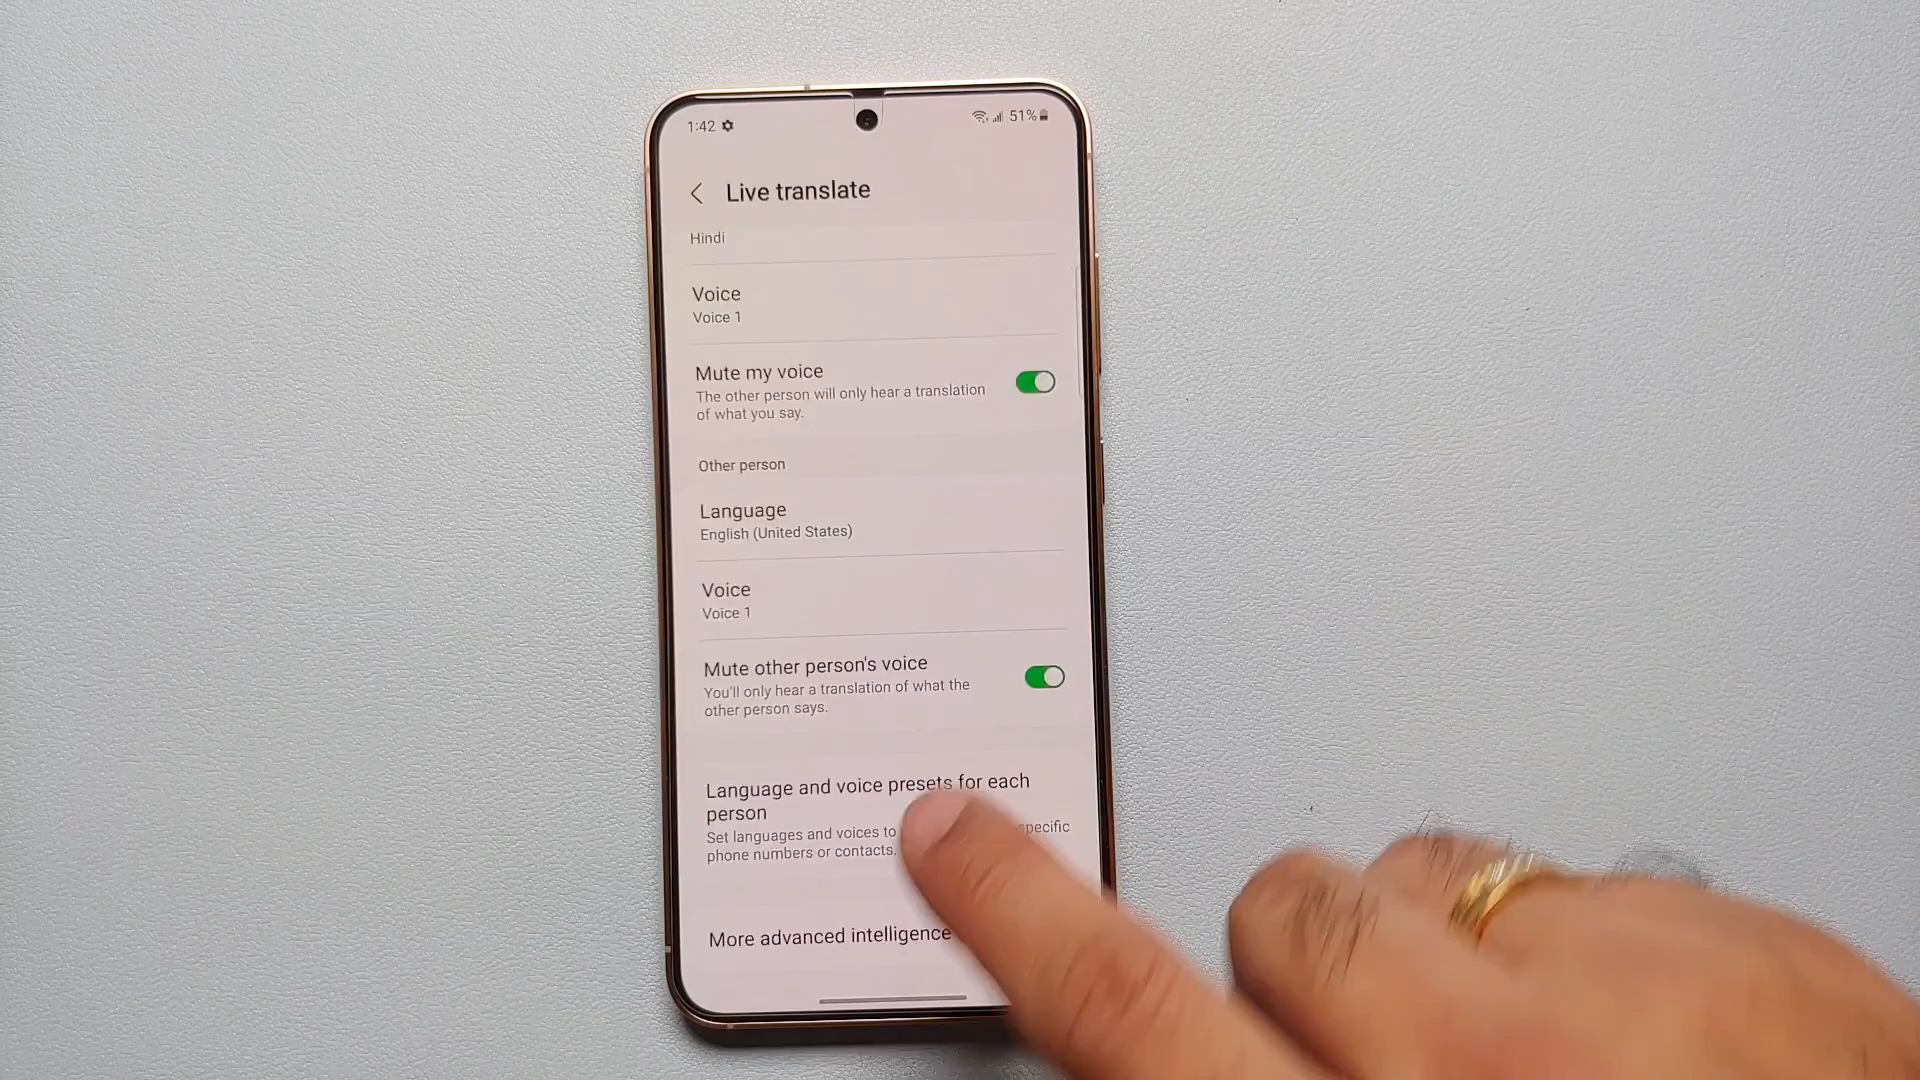 1:42
51%
Live translate
Hindi
Voice
Voice 1
Mute my voice
The other person will only hear a translation
of what you say.
Other person
Language
English (United States)
Voice
Voice 1
Mute other person's voice
You'll only hear a translation of what the
other person says.
Language and voice presets for each
person
Set languages and voices to specific
phone numbers or contacts.
More advanced intelligence